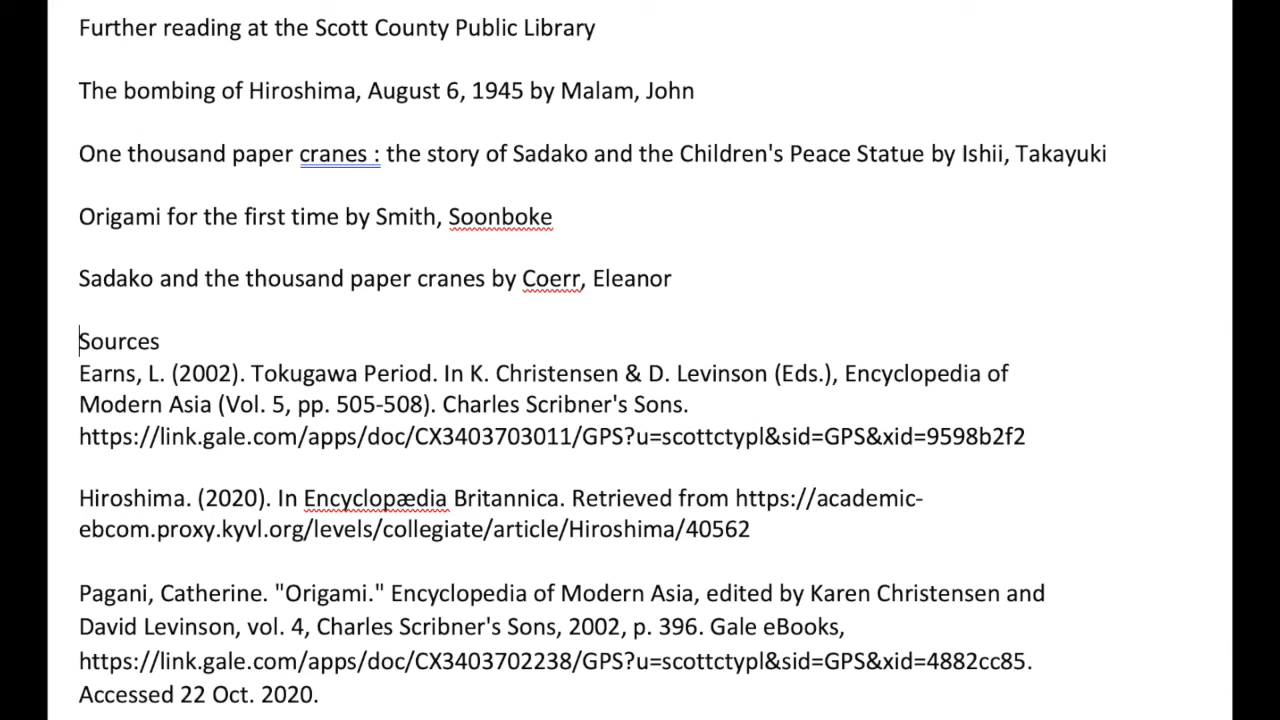 Further reading at the Scott County Public Library
The bombing of Hiroshima, August 6, 1945 by Malam, John
One thousand paper cranes : the story of Sadako and the Children's Peace Statue by Ishii, Takayuki
Origami for the first time by Smith, Soonboke
Sadako and the thousand paper cranes by Coerr, Eleanor
Sources
Earns, L. (2002). Tokugawa Period. In K. Christensen & D. Levinson (Eds.), Encyclopedia of
Modern Asia (Vol. 5, pp. 505-508). Charles Scribner's Sons.
https://link.gale.com/apps/doc/CX3403703011/GPS?u=scottctypl&sid=GPS&xid=9598b2f2
Hiroshima. (2020). In Encyclopædia Britannica. Retrieved from https://academic-
ebcom.proxy.kyvl.org/levels/collegiate/article/Hiroshima/40562
Pagani, Catherine. "Origami." Encyclopedia of Modern Asia, edited by Karen Christensen and
David Levinson, vol. 4, Charles Scribner's Sons, 2002, p. 396. Gale eBooks,
https://link.gale.com/apps/doc/CX3403702238/GPS?u=scottctypl&sid=GPS&xid=4882cc85.
Accessed 22 Oct. 2020.